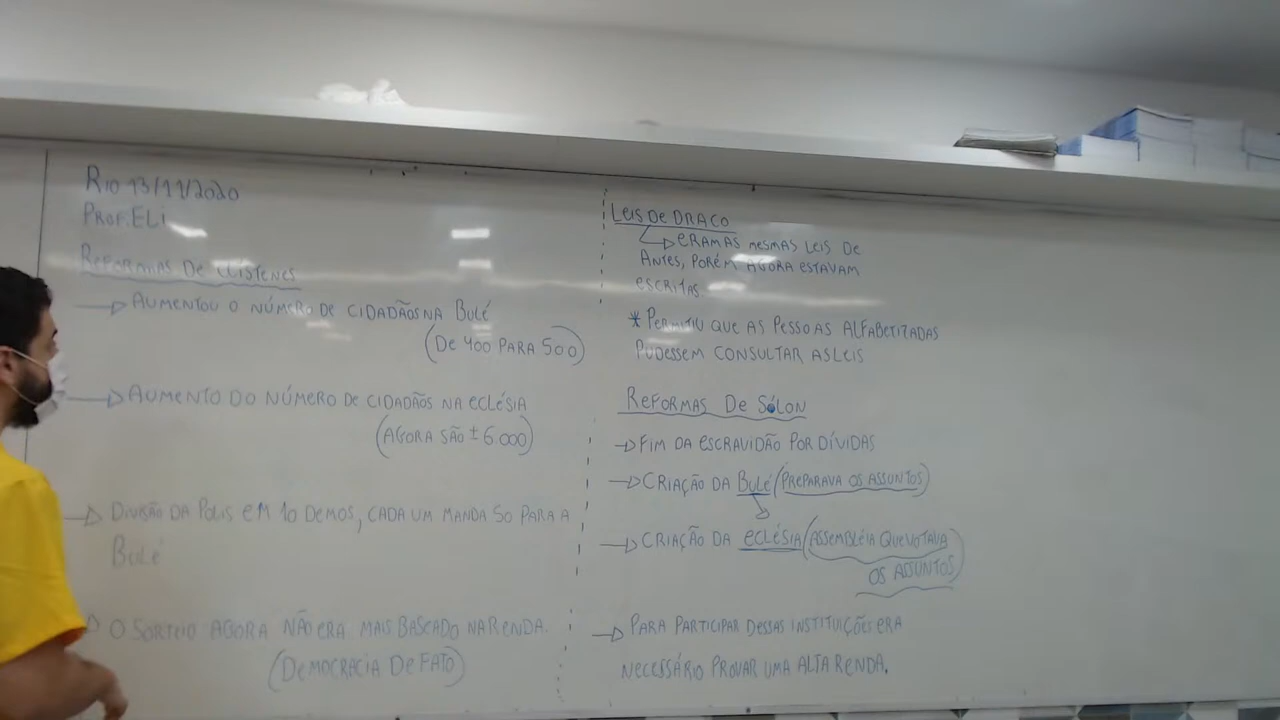 RIO 13/11/2020
PROF. ELI
REFORMAS DE CLÍSTENES
AUMENTOU O NÚMERO DE CIDADÃOS NA BULÉ
(DE 400 PARA 500)
AUMENTO DO NÚMERO DE CIDADÃOS NA ECLÉSIA
(AGORA SÃO ± 6000)
DIVISÃO DA POLIS EM 10 DEMOS, CADA UM MANDA 50 PARA A
BULÉ
O SORTEIO AGORA NÃO ERA MAIS BASEADO NA RENDA.
(DEMOCRACIA DE FATO)
LEIS DE DRACO
ERAM AS MESMAS LEIS DE
ANTES, PORÉM AGORA ESTAVAM
ESCRITAS.
* PERMITIU QUE AS PESSOAS ALFABETIZADAS
PUDESSEM CONSULTAR AS LEIS
REFORMAS DE SÓLON
FIM DA ESCRAVIDÃO POR DÍVIDAS
CRIAÇÃO DA BULÉ (PREPARAVA OS ASSUNTOS)
CRIAÇÃO DA ECLÉSIA (ASSEMBLÉIA QUE VOTAVA
OS ASSUNTOS)
PARA PARTICIPAR DESSAS INSTITUIÇÕES ERA
NECESSÁRIO PROVAR UMA ALTA RENDA.